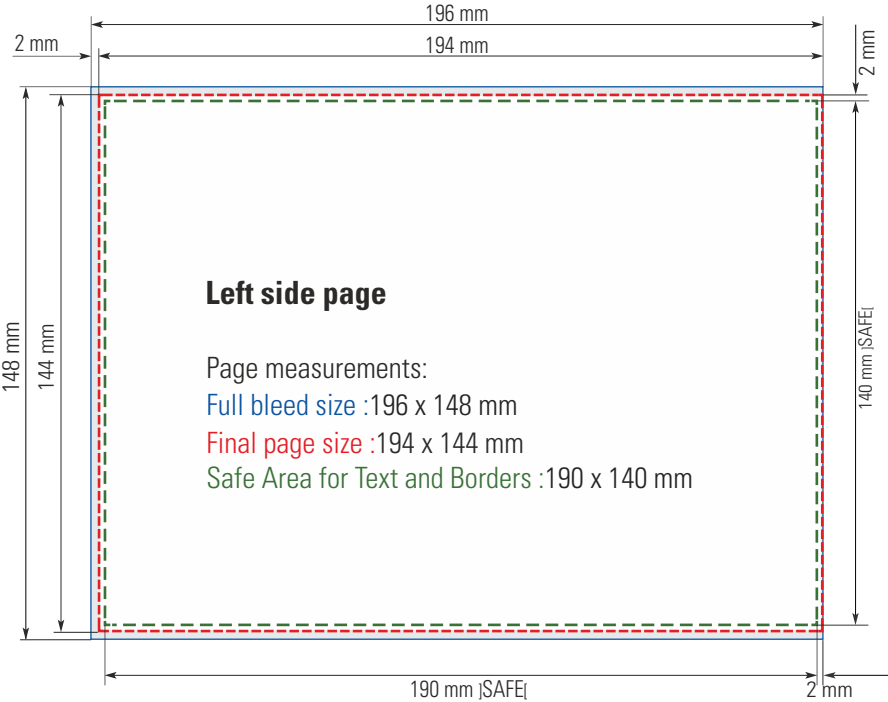 196 mm
2 mm
194 mm
2 mm
148 mm
144 mm
Left side page
Page measurements:
Full bleed size :196 x 148 mm
Final page size :194 x 144 mm
Safe Area for Text and Borders :190 x 140 mm
140 mm ]SAFE[
190 mm ]SAFE[
2 mm